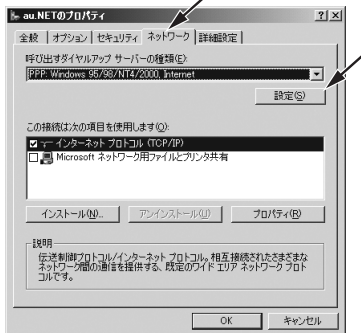 au.NETのプロパティ
全般 オプション セキュリティ ネットワーク 詳細設定
呼び出すダイヤルアップ サーバーの種類(E):
PPP: Windows 95/98/NT4/2000, Internet
設定(S)
この接続は次の項目を使用します(O):
インターネット プロトコル (TCP/IP)
Microsoft ネットワーク用ファイルとプリンタ共有
インストール(N)... アンインストール(U) プロパティ(R)
説明
伝送制御プロトコル/インターネット プロトコル。相互接続されたさまざまな
ネットワーク間の通信を提供する、既定のワイド エリア ネットワーク プロト
コルです。
OK キャンセル